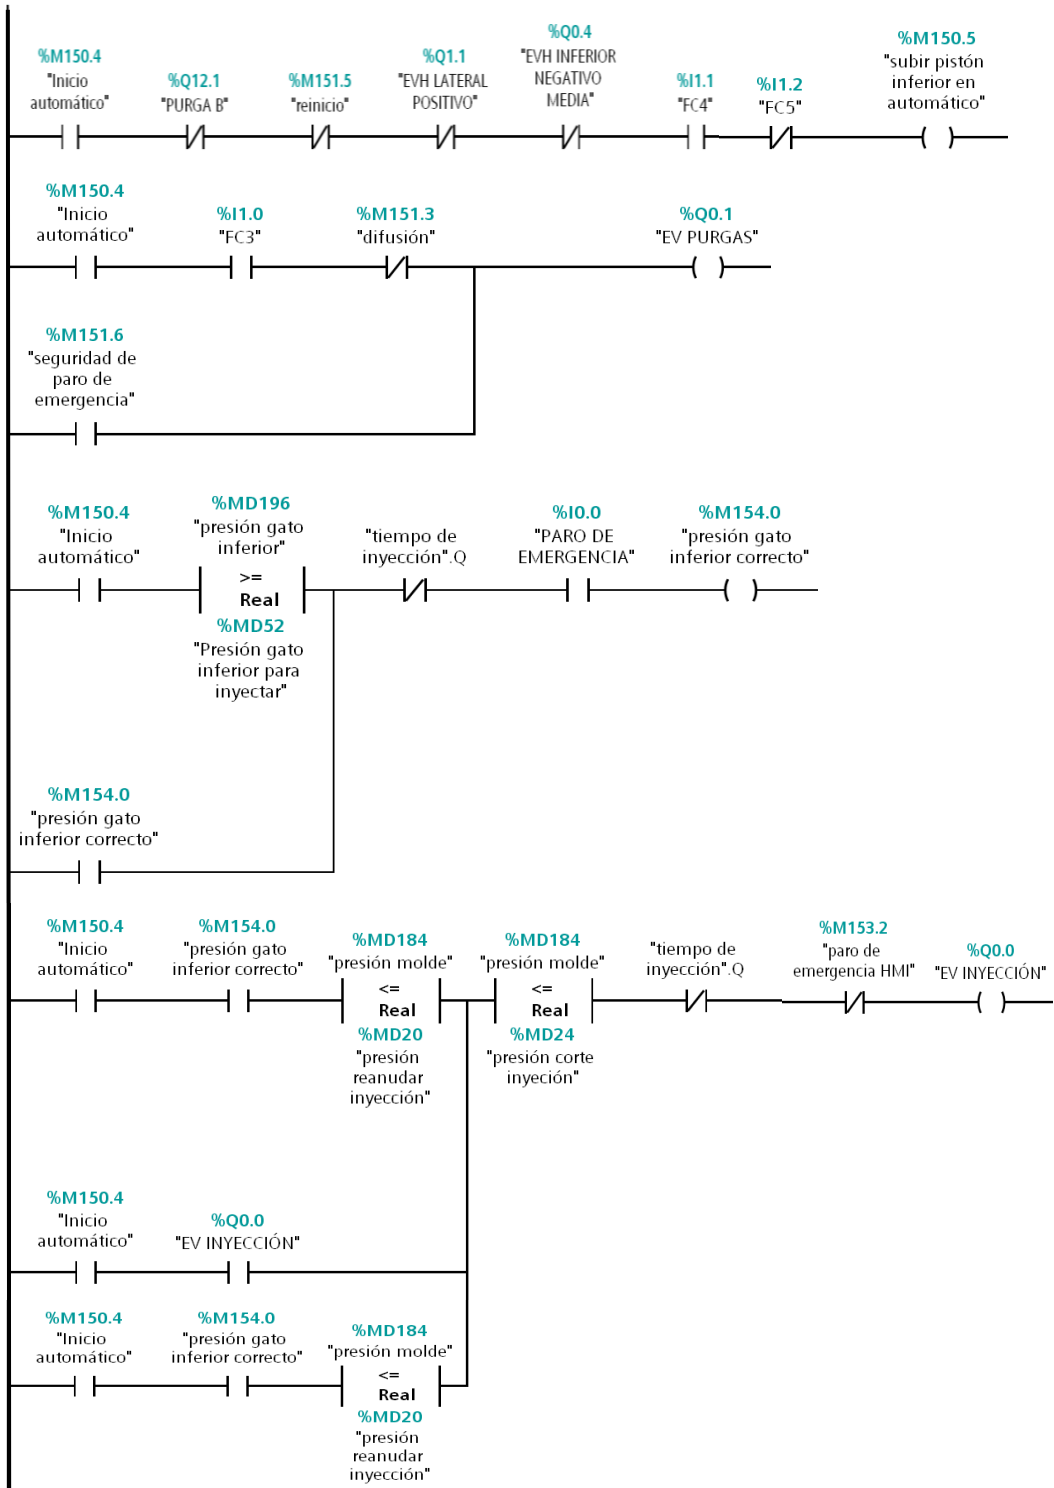 %M150.4
"Inicio
automático"
%Q12.1
"PURGA B"
%M151.5
"reinicio"
%Q1.1
"EVH LATERAL
POSITIVO"
%Q0.4
"EVH INFERIOR
NEGATIVO
MEDIA"
%I1.1
"FC4"
%I1.2
"FC5"
%M150.5
"subir pistón
inferior en
automático"
%M150.4
"Inicio
automático"
%I1.0
"FC3"
%M151.3
"difusión"
%Q0.1
"EV PURGAS"
%M151.6
"seguridad de
paro de
emergencia"
%M150.4
"Inicio
automático"
%MD196
"presión gato
inferior"
>=
Real
%MD52
"Presión gato
inferior para
inyectar"
"tiempo de
inyección".Q
%I0.0
"PARO DE
EMERGENCIA"
%M154.0
"presión gato
inferior correcto"
%M154.0
"presión gato
inferior correcto"
%M150.4
"Inicio
automático"
%M154.0
"presión gato
inferior correcto"
%MD184
"presión molde"
<=
Real
%MD20
"presión
reanudar
inyección"
%MD184
"presión molde"
<=
Real
%MD24
"presión corte
inyeción"
"tiempo de
inyección".Q
%M153.2
"paro de
emergencia HMI"
%Q0.0
"EV INYECCIÓN"
%M150.4
"Inicio
automático"
%Q0.0
"EV INYECCIÓN"
%M150.4
"Inicio
automático"
%M154.0
"presión gato
inferior correcto"
%MD184
"presión molde"
<=
Real
%MD20
"presión
reanudar
inyección"